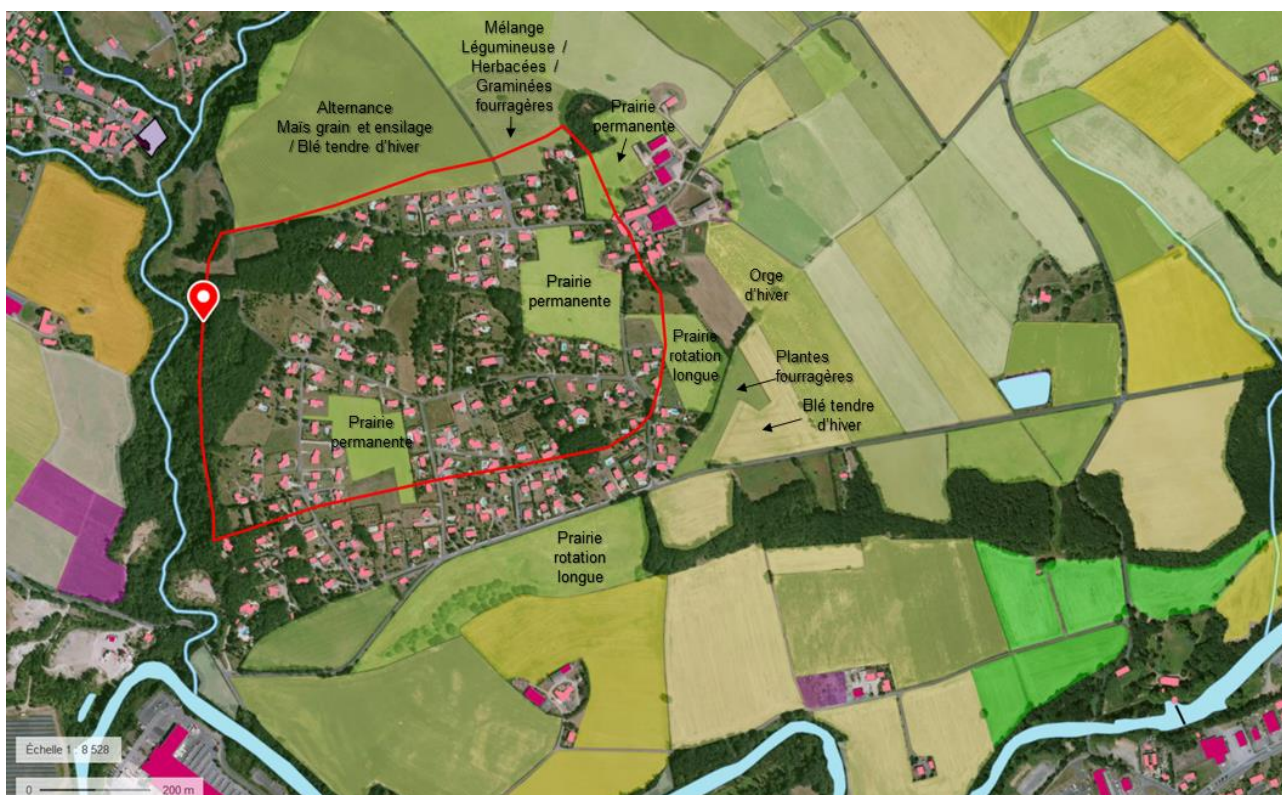 Mélange
Légumineuse /
Herbacées /
Graminées
fourragères
Alternance
Maïs grain et ensilage
/ Blé tendre d'hiver
Prairie
permanente
Prairie
permanente
Orge
d'hiver
Prairie
rotation
longue
Plantes
fourragères
Blé tendre
d'hiver
Prairie
permanente
Prairie
rotation
longue
Échelle 1 : 8 528
0 200 m